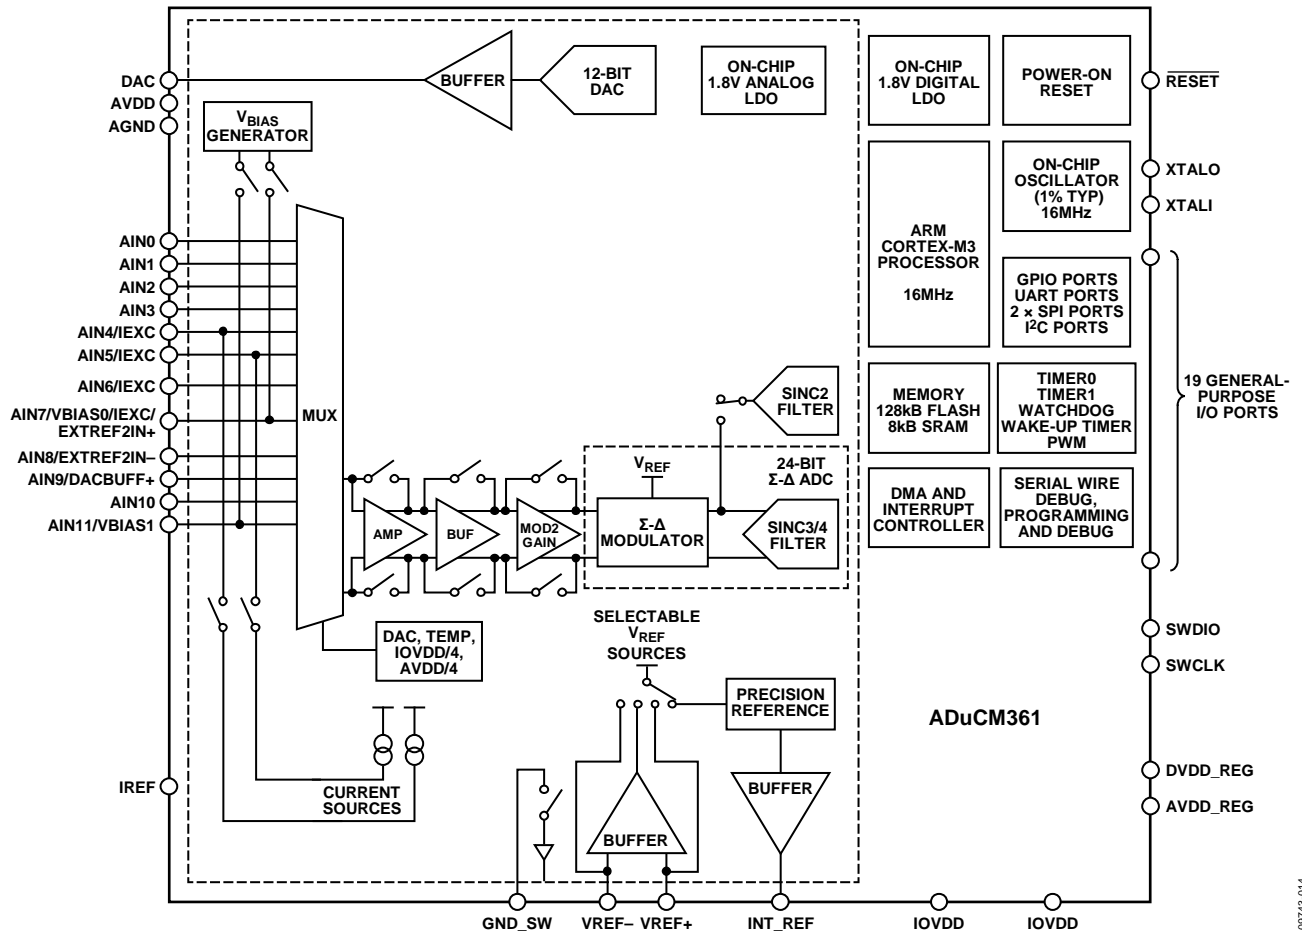 DAC
AVDD
AGND
BUFFER
12-BIT
DAC
ON-CHIP
1.8V ANALOG
LDO
ON-CHIP
1.8V DIGITAL
LDO
POWER-ON
RESET
RESET
VBIAS
GENERATOR
ARM
CORTEX-M3
PROCESSOR
16MHz
ON-CHIP
OSCILLATOR
(1% TYP)
16MHz
XTALO
XTALI
AIN0
AIN1
AIN2
AIN3
AIN4/IEXC
AIN5/IEXC
AIN6/IEXC
AIN7/VBIAS0/IEXC/
EXTREF2IN+
AIN8/EXTREF2IN–
AIN9/DACBUFF+
AIN10
AIN11/VBIAS1
MUX
GPIO PORTS
UART PORTS
2 × SPI PORTS
I2C PORTS
19 GENERAL-
PURPOSE
I/O PORTS
SINC2
FILTER
MEMORY
128kB FLASH
8kB SRAM
TIMER0
TIMER1
WATCHDOG
WAKE-UP TIMER
PWM
VREF
24-BIT
Σ-Δ ADC
AMP
BUF
MOD2
GAIN
Σ-Δ
MODULATOR
SINC3/4
FILTER
DMA AND
INTERRUPT
CONTROLLER
SERIAL WIRE
DEBUG,
PROGRAMMING
AND DEBUG
DAC, TEMP,
IOVDD/4,
AVDD/4
SELECTABLE
VREF
SOURCES
PRECISION
REFERENCE
SWDIO
SWCLK
ADuCM361
IREF
CURRENT
SOURCES
BUFFER
BUFFER
DVDD_REG
AVDD_REG
GND_SW
VREF–
VREF+
INT_REF
IOVDD
IOVDD
09743-014